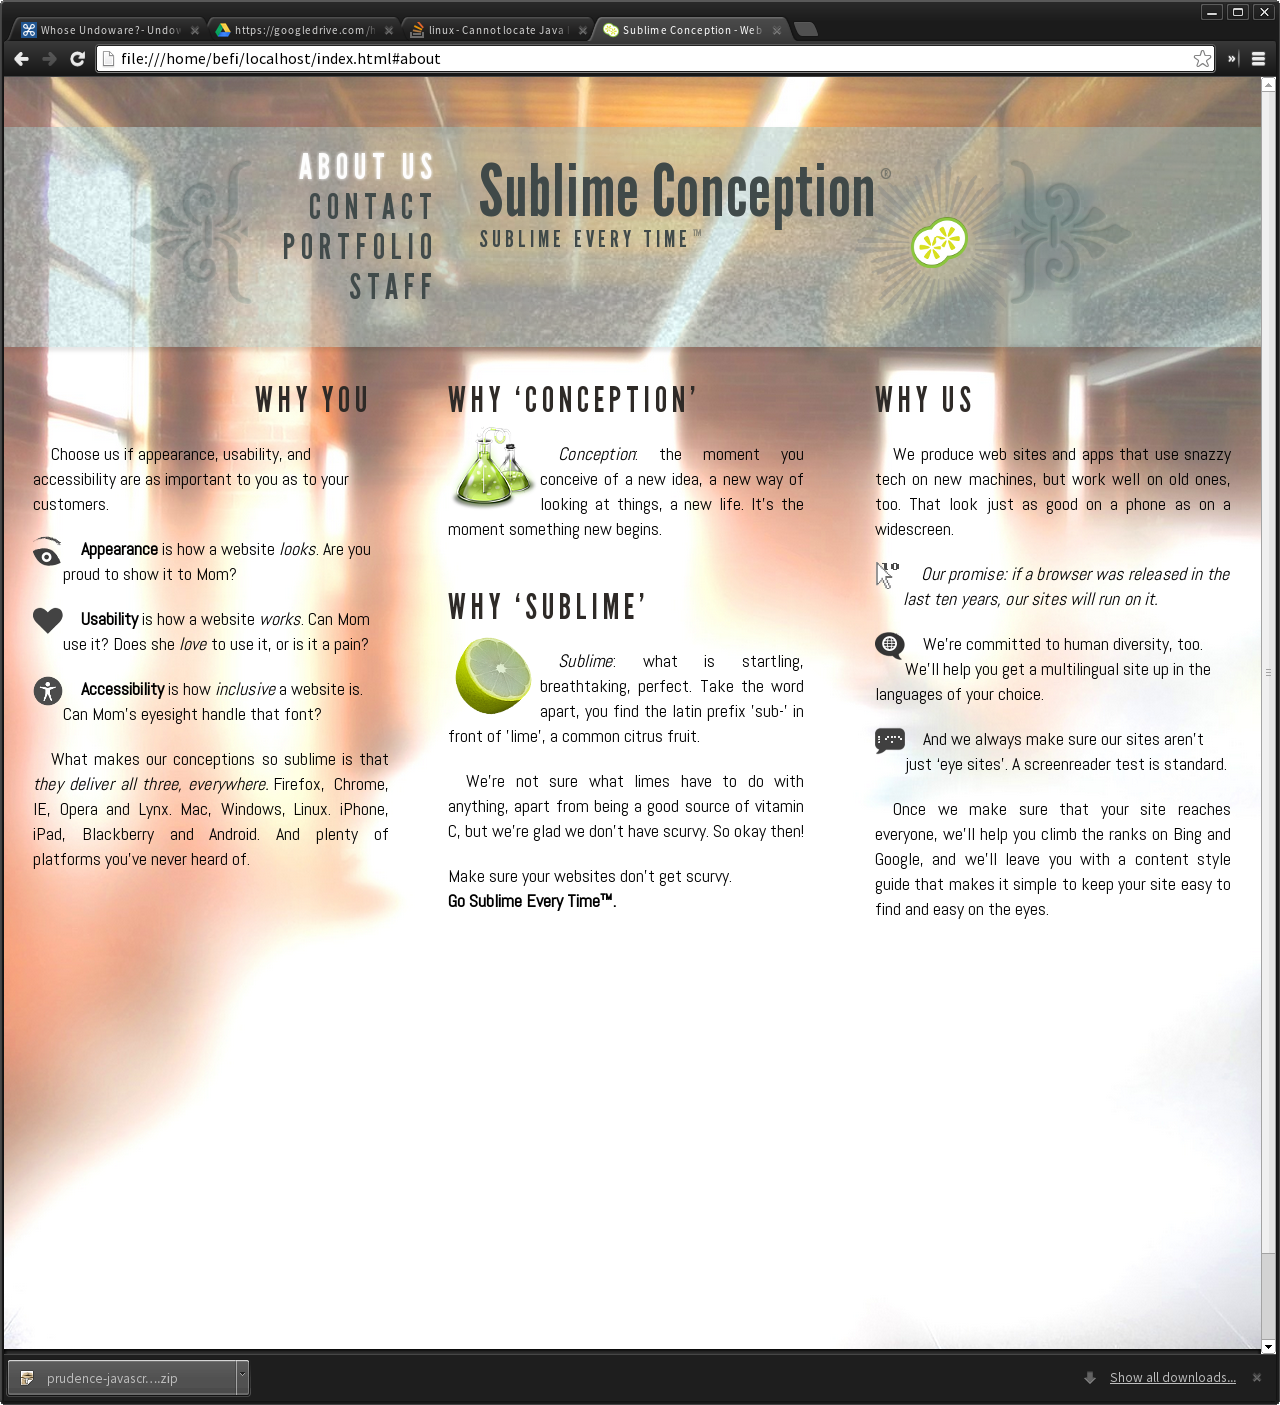 Whose Undoware? - Undov
https://googledrive.com/h
linux - Cannot locate Java
Sublime Conception - Web
file:///home/befi/localhost/index.html#about
»
ABOUT US
CONTACT
PORTFOLIO
STAFF
Sublime Conception®
SUBLIME EVERY TIME™
WHY YOU
Choose us if appearance, usability, and
accessibility are as important to you as to your
customers.
Appearance is how a website looks. Are you
proud to show it to Mom?
Usability is how a website works. Can Mom
use it? Does she love to use it, or is it a pain?
Accessibility is how inclusive a website is.
Can Mom's eyesight handle that font?
What makes our conceptions so sublime is that
they deliver all three, everywhere. Firefox, Chrome,
IE, Opera and Lynx. Mac, Windows, Linux. iPhone,
iPad, Blackberry and Android. And plenty of
platforms you've never heard of.
WHY ‘CONCEPTION’
Conception: the moment you
conceive of a new idea, a new way of
looking at things, a new life. It's the
moment something new begins.
WHY ‘SUBLIME’
Sublime: what is startling,
breathtaking, perfect. Take the word
apart, you find the latin prefix 'sub-' in
front of 'lime', a common citrus fruit.
We're not sure what limes have to do with
anything, apart from being a good source of vitamin
C, but we're glad we don't have scurvy. So okay then!
Make sure your websites don't get scurvy.
Go Sublime Every Time™.
WHY US
We produce web sites and apps that use snazzy
tech on new machines, but work well on old ones,
too. That look just as good on a phone as on a
widescreen.
10
Our promise: if a browser was released in the
last ten years, our sites will run on it.
We're committed to human diversity, too.
We'll help you get a multilingual site up in the
languages of your choice.
And we always make sure our sites aren't
just ‘eye sites’. A screenreader test is standard.
Once we make sure that your site reaches
everyone, we'll help you climb the ranks on Bing and
Google, and we'll leave you with a content style
guide that makes it simple to keep your site easy to
find and easy on the eyes.
prudence-javascr....zip
Show all downloads...